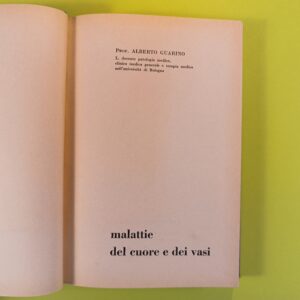 Prof. ALBERTO GUARINO
L. docente patologia medica,
clinica medica generale e terapia medica
nell'università di Bologna
malattie
del cuore e dei vasi